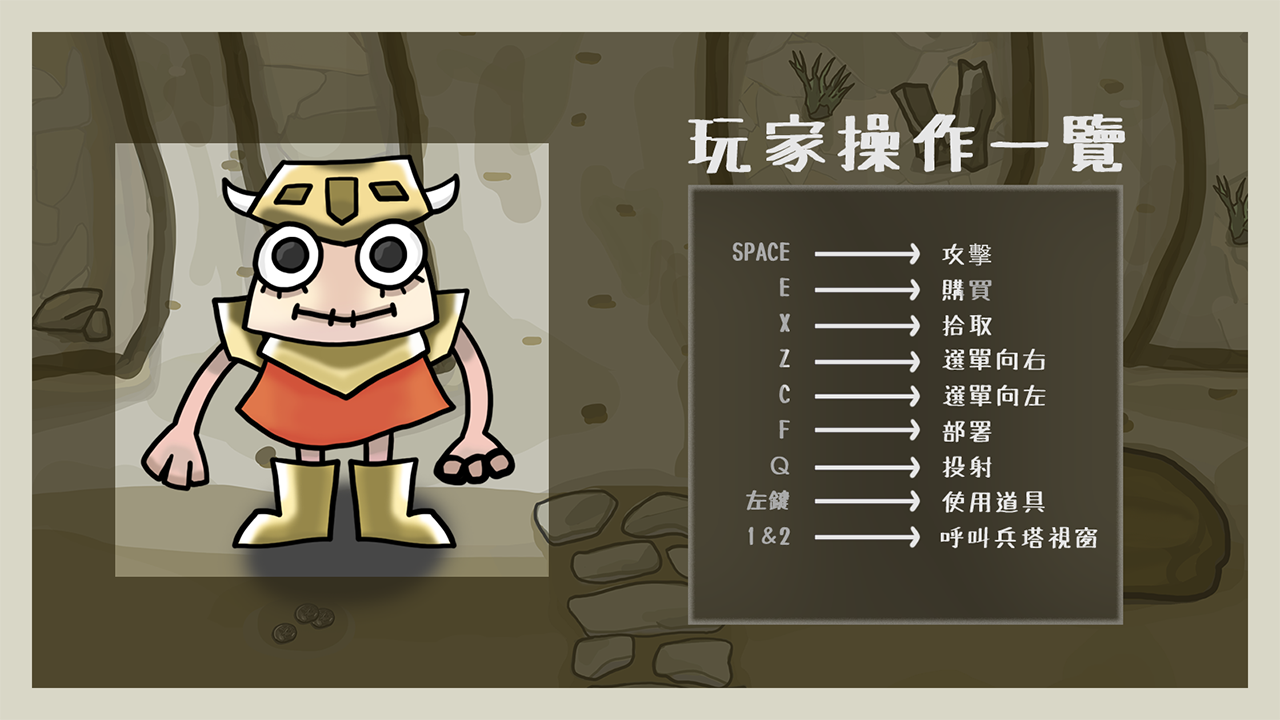 玩家操作一覽
SPACE → 攻擊
E → 購買
X → 拾取
Z → 選單向右
C → 選單向左
F → 部署
Q → 投射
左鍵 → 使用道具
1&2 → 呼叫兵塔視窗